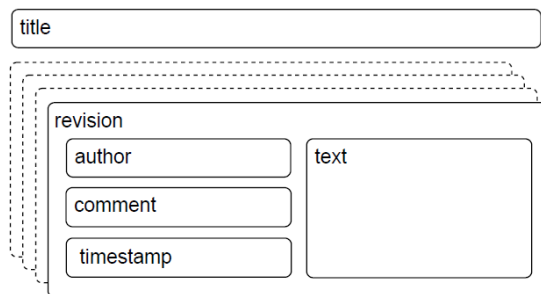 title
revision
author
text
comment
timestamp